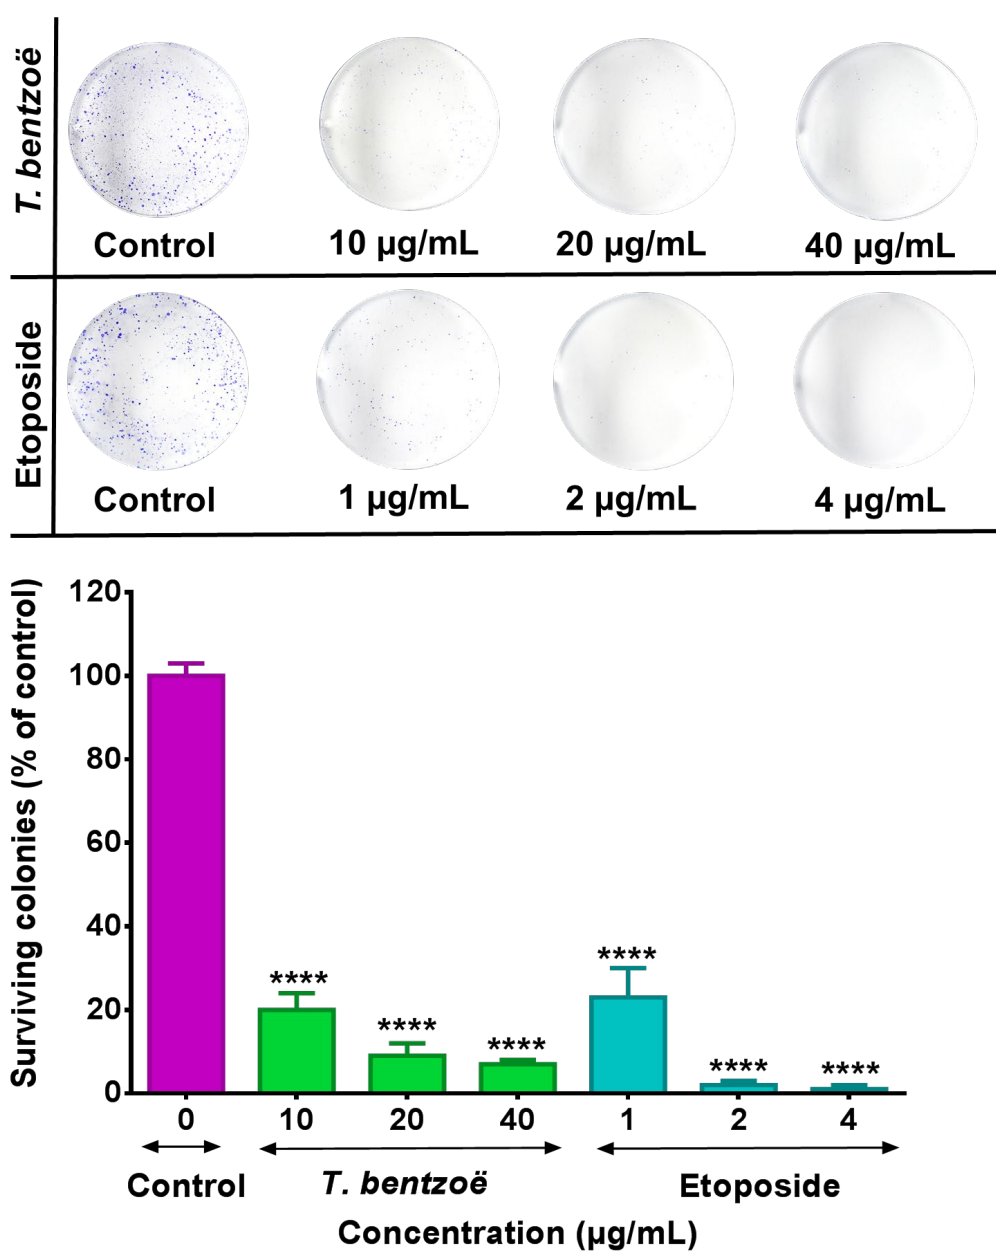 T. bentzoë
Control 10 µg/mL 20 µg/mL 40 µg/mL
Etoposide
Control 1 µg/mL 2 µg/mL 4 µg/mL
Surviving colonies (% of control)
120
100
80
60
40
20
0
**** **** **** **** **** ****
0 10 20 40 1 2 4
Control T. bentzoë Etoposide
Concentration (µg/mL)